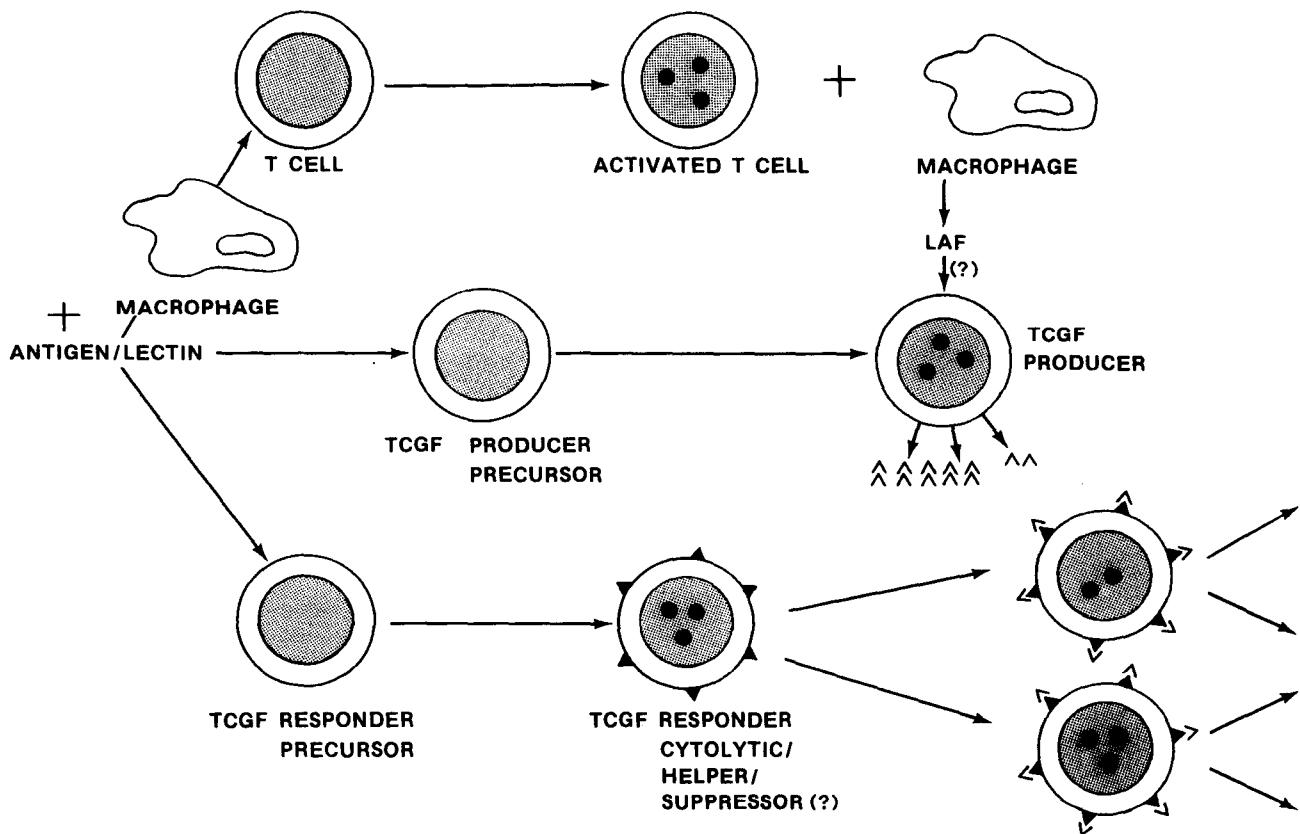 T CELL
ACTIVATED T CELL
+
MACROPHAGE
LAF
(?)
+
MACROPHAGE
ANTIGEN/LECTIN
TCGF
PRODUCER
TCGF PRODUCER
PRECURSOR
TCGF RESPONDER
PRECURSOR
TCGF RESPONDER
CYTOLYTIC/
HELPER/
SUPPRESSOR (?)